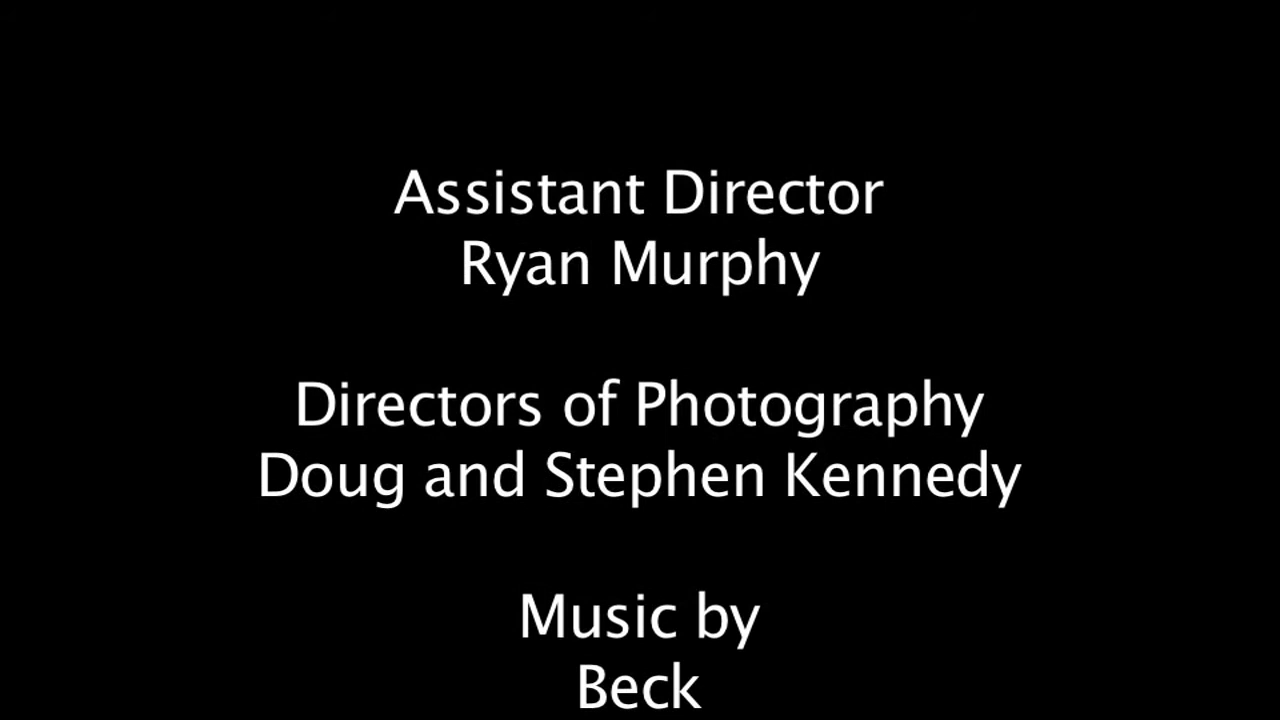 Assistant Director
Ryan Murphy
Directors of Photography
Doug and Stephen Kennedy
Music by
Beck